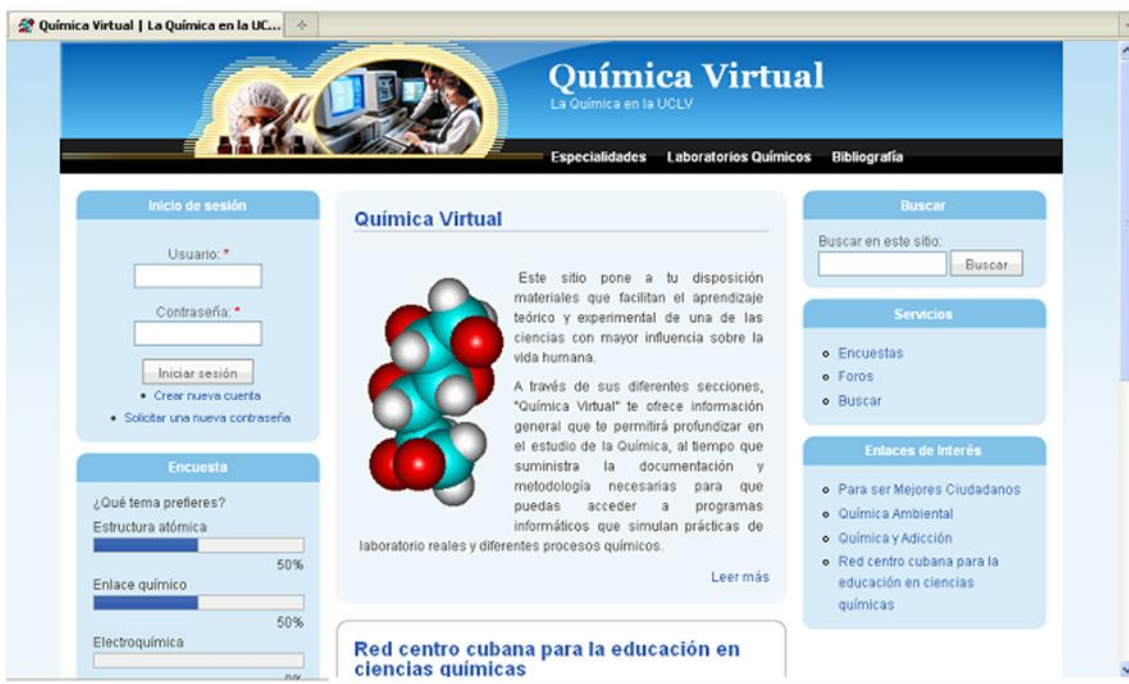 Química Virtual | La Química en la UC...
Química Virtual
La Química en la UCLV
Especialidades Laboratorios Químicos Bibliografía
Inicio de sesión
Usuario: *
Contraseña: *
Iniciar sesión
Crear nueva cuenta
Solicitar una nueva contraseña
Encuesta
¿Qué tema prefieres?
Estructura atómica
50%
Enlace químico
50%
Electroquímica
0%
Química Virtual
Este sitio pone a tu disposición
materiales que facilitan el aprendizaje
teórico y experimental de una de las
ciencias con mayor influencia sobre la
vida humana.
A través de sus diferentes secciones,
"Química Virtual" te ofrece información
general que te permitirá profundizar en
el estudio de la Química, al tiempo que
suministra la documentación y
metodología necesarias para que
puedas acceder a programas
informáticos que simulan prácticas de
laboratorio reales y diferentes procesos químicos.
Leer más
Red centro cubana para la educación en
ciencias químicas
Buscar
Buscar en este sitio:
Buscar
Servicios
Encuestas
Foros
Buscar
Enlaces de Interés
Para ser Mejores Ciudadanos
Química Ambiental
Química y Adicción
Red centro cubana para la
educación en ciencias
químicas